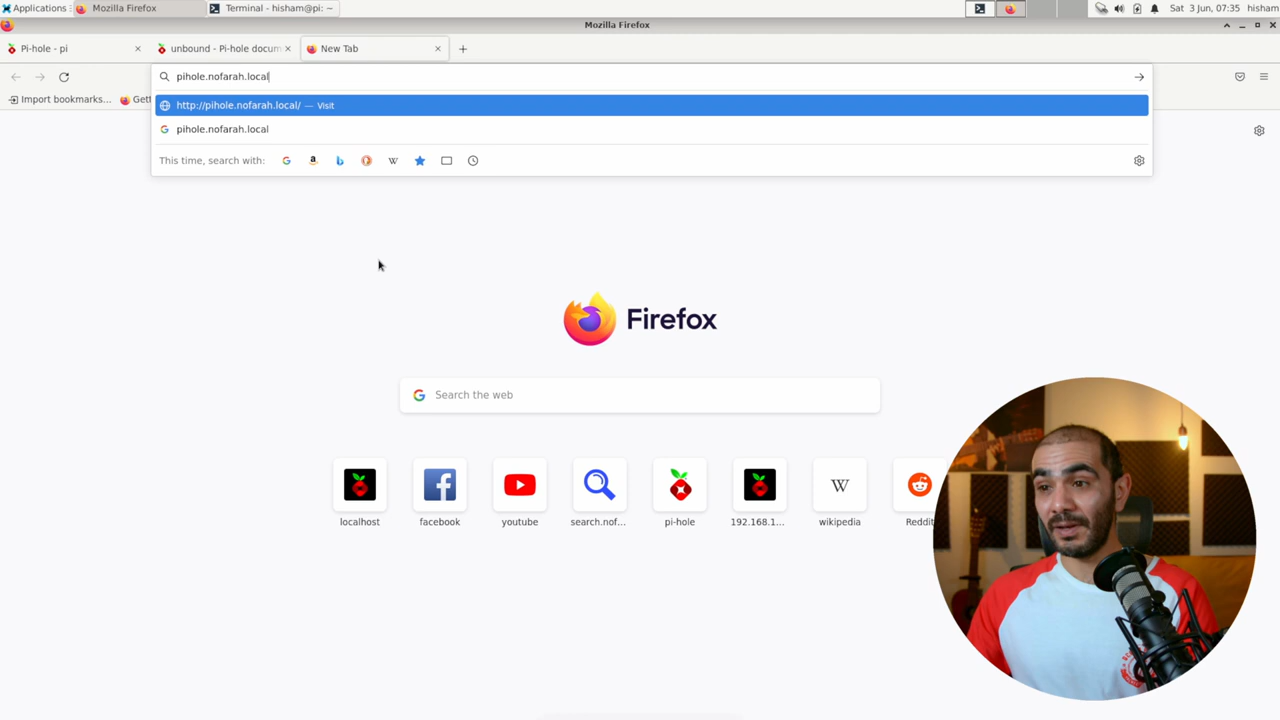 Applications
Mozilla Firefox
Terminal - hisham@pi: ~
Sat 3 Jun, 07:35
hisham
Mozilla Firefox
Pi-hole - pi
unbound - Pi-hole docum
New Tab
pihole.nofarah.local
Import bookmarks...
Gett
http://pihole.nofarah.local/ — Visit
pihole.nofarah.local
This time, search with:
Firefox
Search the web
localhost
facebook
youtube
search.nof...
pi-hole
192.168.1...
wikipedia
Reddit